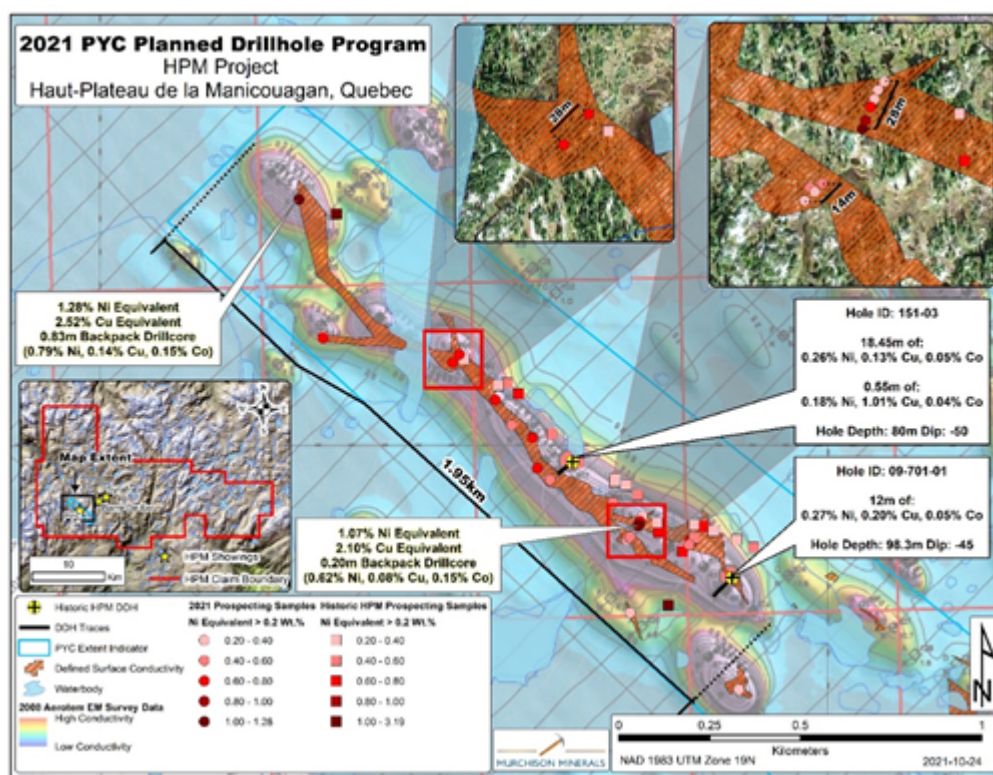 2021 PYC Planned Drillhole Program
HPM Project
Haut-Plateau de la Manicouagan, Quebec
28m
28m
14m
1.28% Ni Equivalent
2.52% Cu Equivalent
0.83m Backpack Drillcore
(0.79% Ni, 0.14% Cu, 0.15% Co)
Hole ID: 151-03
18.45m of:
0.26% Ni, 0.13% Cu, 0.05% Co
0.55m of:
0.18% Ni, 1.01% Cu, 0.04% Co
Hole Depth: 80m Dip: -50
Map Extent
HPM Showings
HPM Claim Boundary
Km
1.95km
1.07% Ni Equivalent
2.10% Cu Equivalent
0.20m Backpack Drillcore
(0.62% Ni, 0.08% Cu, 0.15% Co)
Hole ID: 09-701-01
12m of:
0.27% Ni, 0.20% Cu, 0.05% Co
Hole Depth: 98.3m Dip: -45
Historic HPM DOH
DOH Traces
PYC Extent Indicator
Defined Surface Conductivity
Waterbody
2008 Aerotem EM Survey Data
High Conductivity
Low Conductivity
2021 Prospecting Samples
Ni Equivalent > 0.2 Wt.%
0.20 - 0.40
0.40 - 0.60
0.60 - 0.80
0.80 - 1.00
1.00 - 1.28
Historic HPM Prospecting Samples
Ni Equivalent > 0.2 Wt.%
0.20 - 0.40
0.40 - 0.60
0.60 - 0.80
0.80 - 1.00
1.00 - 3.19
MURCHISON MINERALS
N
0 0.25 0.5 1
Kilometers
NAD 1983 UTM Zone 19N
2021-10-24